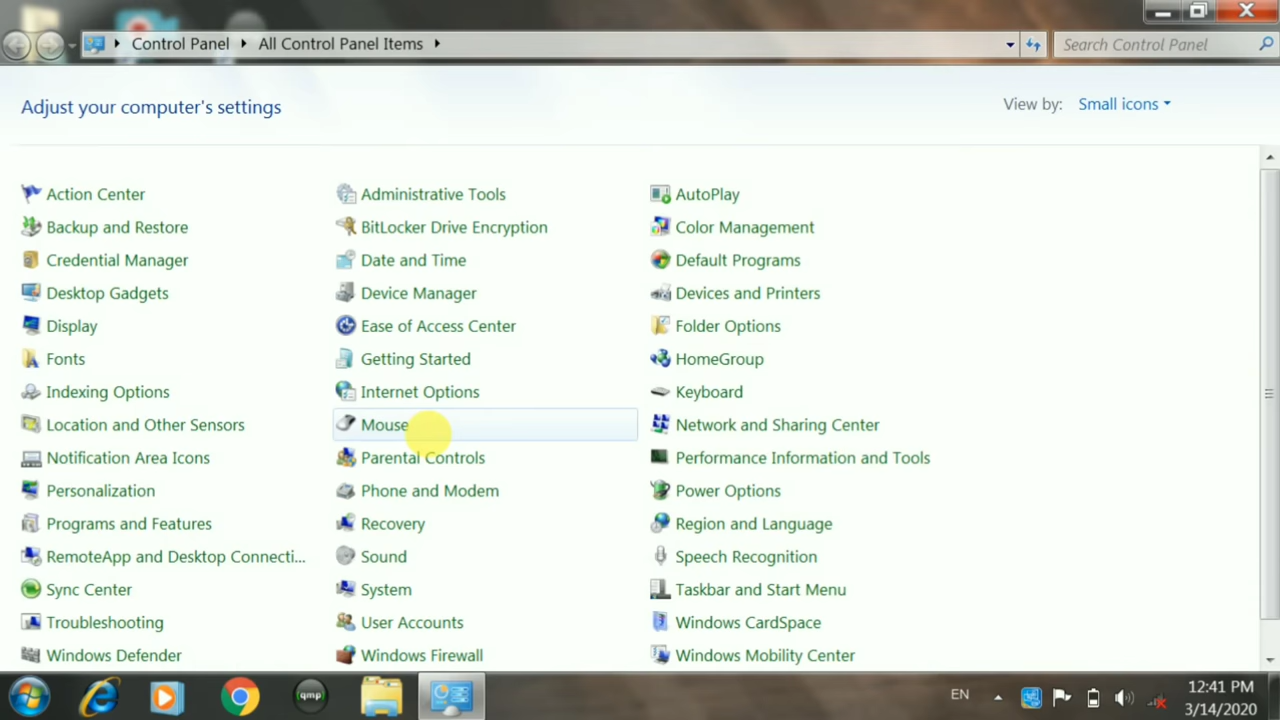 Control Panel All Control Panel Items
Search Control Panel
Adjust your computer's settings
View by: Small icons
Action Center Administrative Tools AutoPlay
Backup and Restore BitLocker Drive Encryption Color Management
Credential Manager Date and Time Default Programs
Desktop Gadgets Device Manager Devices and Printers
Display Ease of Access Center Folder Options
Fonts Getting Started HomeGroup
Indexing Options Internet Options Keyboard
Location and Other Sensors Mouse Network and Sharing Center
Notification Area Icons Parental Controls Performance Information and Tools
Personalization Phone and Modem Power Options
Programs and Features Recovery Region and Language
RemoteApp and Desktop Connecti... Sound Speech Recognition
Sync Center System Taskbar and Start Menu
Troubleshooting User Accounts Windows CardSpace
Windows Defender Windows Firewall Windows Mobility Center
qmp
EN
12:41 PM
3/14/2020